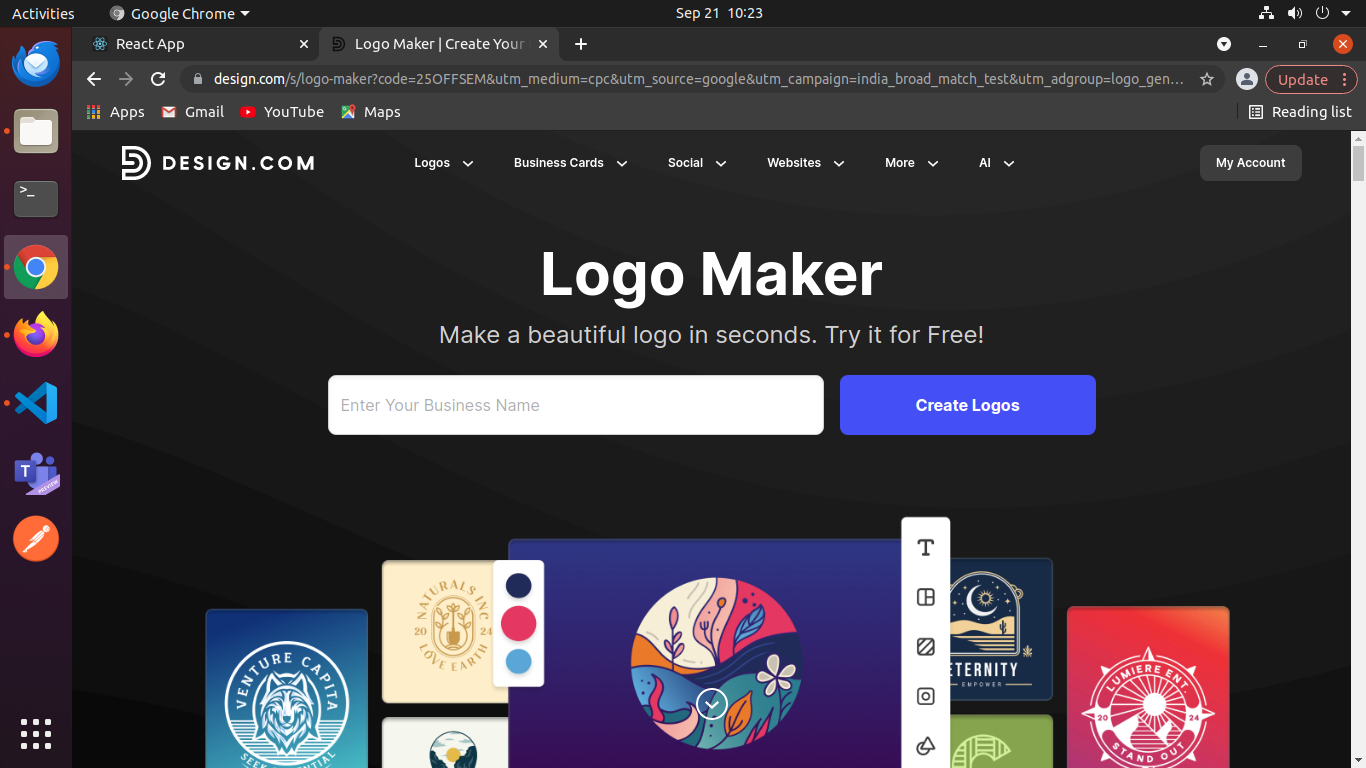 Activities
Google Chrome
Sep 21 10:23
React App
Logo Maker | Create Your
design.com/s/logo-maker?code=25OFFSEM&utm_medium=cpc&utm_source=google&utm_campaign=india_broad_match_test&utm_adgroup=logo_gen...
Update
Apps
Gmail
YouTube
Maps
Reading list
DESIGN.COM
Logos
Business Cards
Social
Websites
More
AI
My Account
Logo Maker
Make a beautiful logo in seconds. Try it for Free!
Enter Your Business Name
Create Logos
NATURALS INC
20 24
LOVE EARTH
VENTURE CAPITA
ETERNITY
EMPOWER
LUMIERE ENT.
20 24
STAND OUT
T
PREVIEW